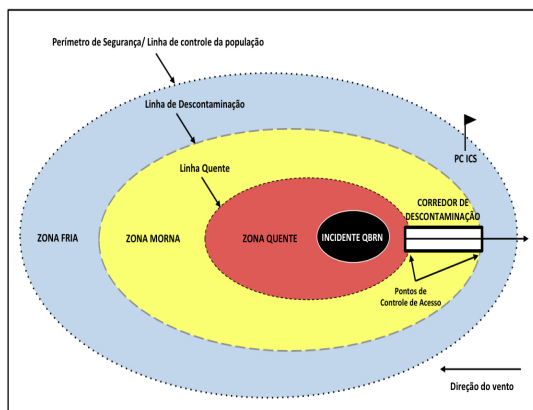 Perímetro de Segurança/ Linha de controle da população
Linha de Descontaminação
Linha Quente
PC ICS
CORREDOR DE
DESCONTAMINAÇÃO
ZONA FRIA
ZONA MORNA
ZONA QUENTE
INCIDENTE QBRN
Pontos de
Controle de Acesso
Direção do vento